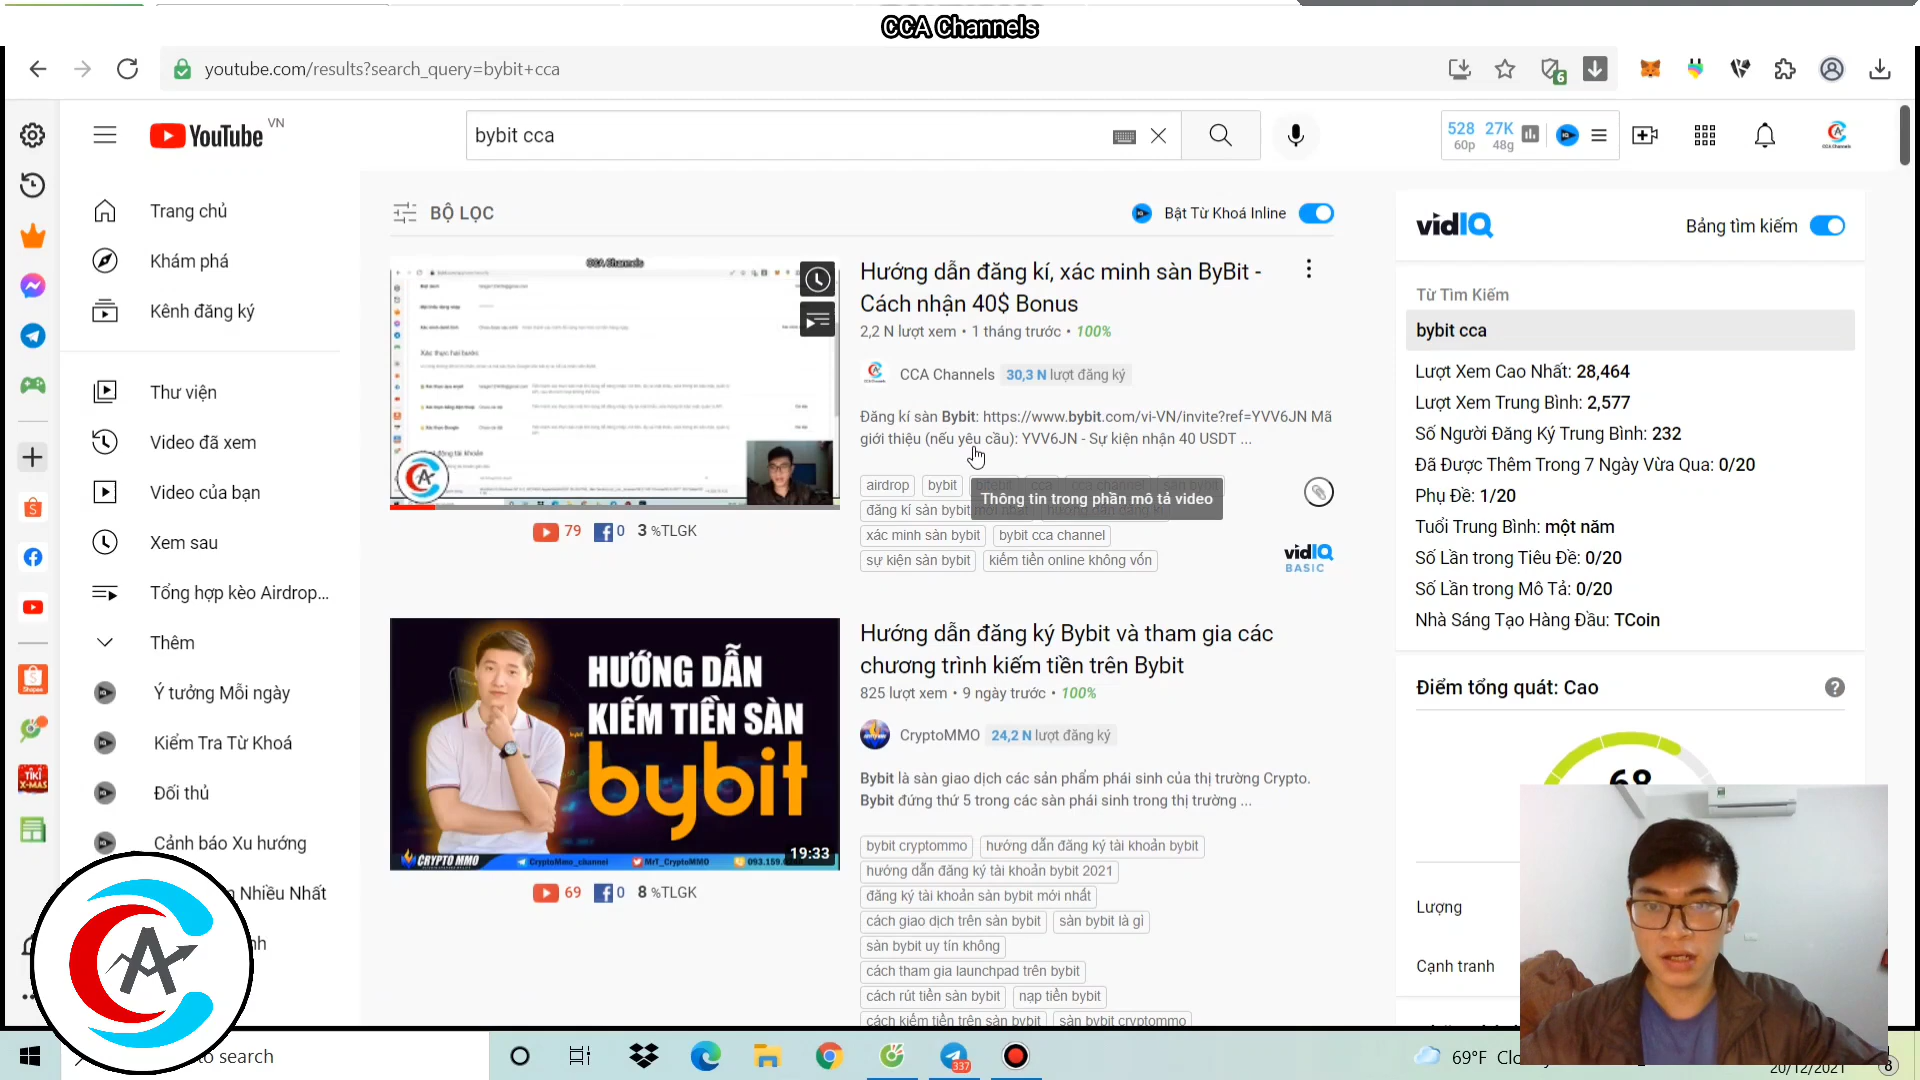 CCA Channels
youtube.com/results?search_query=bybit+cca
6
YouTube VN
bybit cca
528 27K
60p 48g
Trang chủ
Khám phá
Kênh đăng ký
Thư viện
Video đã xem
Video của bạn
Xem sau
Tổng hợp kèo Airdrop...
Thêm
Ý tưởng Mỗi ngày
Kiểm Tra Từ Khoá
Đối thủ
Cảnh báo Xu hướng
Nhiều Nhất
BỘ LỌC
Bật Từ Khoá Inline
CCA Channels
Hướng dẫn đăng kí, xác minh sàn ByBit -
Cách nhận 40$ Bonus
2,2 N lượt xem • 1 tháng trước • 100%
CCA Channels 30,3 N lượt đăng ký
Đăng kí sàn Bybit: https://www.bybit.com/vi-VN/invite?ref=YVV6JN Mã
giới thiệu (nếu yêu cầu): YVV6JN - Sự kiện nhận 40 USDT ...
airdrop bybit
Thông tin trong phần mô tả video
đăng kí sàn bybit
xác minh sàn bybit bybit cca channel
sự kiện sàn bybit kiếm tiền online không vốn
vidIQ
BASIC
79 0 3 %TLGK
HƯỚNG DẪN
KIẾM TIỀN SÀN
bybit
CRYPTO MMO CryptoMmo_channel MrT_CryptoMMO 093.159.
19:33
69 0 8 %TLGK
Hướng dẫn đăng ký Bybit và tham gia các
chương trình kiếm tiền trên Bybit
825 lượt xem • 9 ngày trước • 100%
CryptoMMO 24,2 N lượt đăng ký
Bybit là sàn giao dịch các sản phẩm phái sinh của thị trường Crypto.
Bybit đứng thứ 5 trong các sàn phái sinh trong thị trường ...
bybit cryptommo hướng dẫn đăng ký tài khoản bybit
hướng dẫn đăng ký tài khoản bybit 2021
đăng ký tài khoản sàn bybit mới nhất
cách giao dịch trên sàn bybit sàn bybit là gì
sàn bybit uy tín không
cách tham gia launchpad trên bybit
cách rút tiền sàn bybit nạp tiền bybit
cách kiếm tiền trên sàn bybit sàn bybit cryptommo
vidIQ Bảng tìm kiếm
Từ Tìm Kiếm
bybit cca
Lượt Xem Cao Nhất: 28,464
Lượt Xem Trung Bình: 2,577
Số Người Đăng Ký Trung Bình: 232
Đã Được Thêm Trong 7 Ngày Vừa Qua: 0/20
Phụ Đề: 1/20
Tuổi Trung Bình: một năm
Số Lần trong Tiêu Đề: 0/20
Số Lần trong Mô Tả: 0/20
Nhà Sáng Tạo Hàng Đầu: TCoin
Điểm tổng quát: Cao
68
Lượng
Cạnh tranh
to search
337
69°F
20/12/2021
8